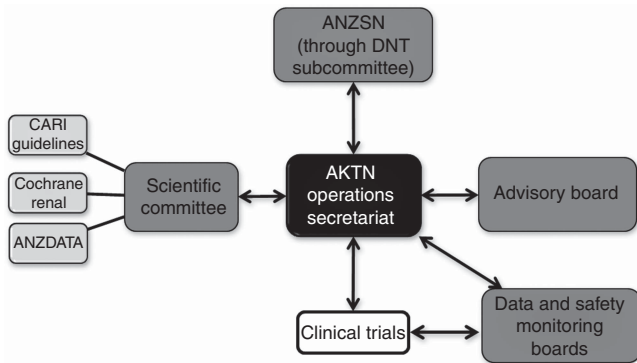 ANZSN
(through DNT
subcommittee)
CARI
guidelines
Cochrane
renal
ANZDATA
Scientific
committee
AKTN
operations
secretariat
Advisory board
Clinical trials
Data and safety
monitoring
boards